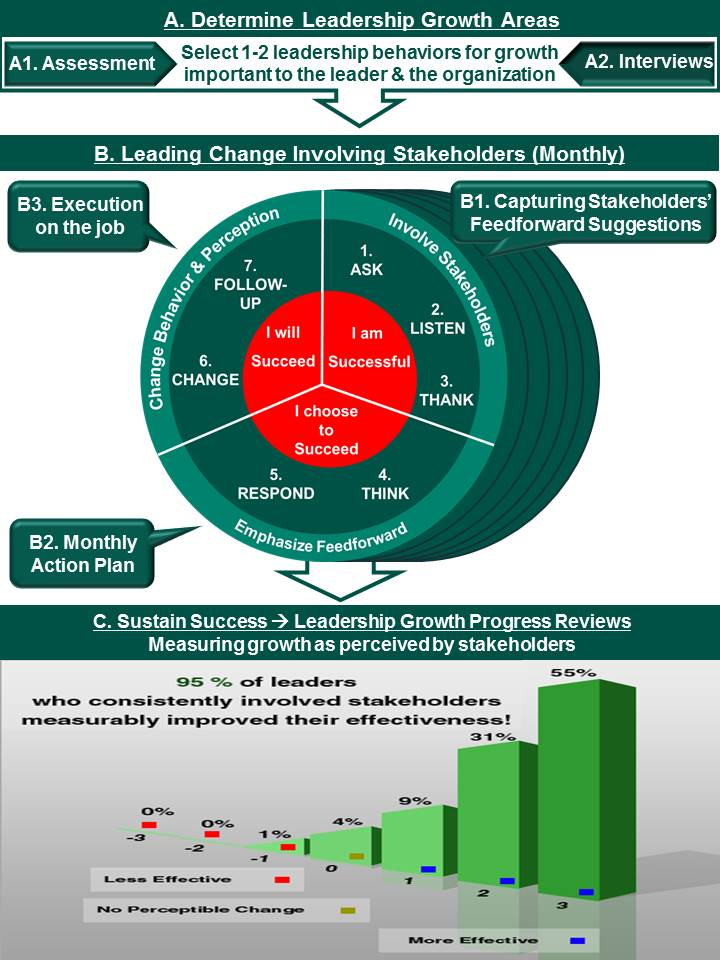 A. Determine Leadership Growth Areas
A1. Assessment
Select 1-2 leadership behaviors for growth
important to the leader & the organization
A2. Interviews
B. Leading Change Involving Stakeholders (Monthly)
B3. Execution
on the job
B1. Capturing Stakeholders'
Feedforward Suggestions
Change Behavior & Perception
Involve Stakeholders
1.
ASK
2.
LISTEN
3.
THANK
4.
THINK
5.
RESPOND
6.
CHANGE
7.
FOLLOW-
UP
I will
Succeed
I am
Successful
I choose
to
Succeed
Emphasize Feedforward
B2. Monthly
Action Plan
C. Sustain Success → Leadership Growth Progress Reviews
Measuring growth as perceived by stakeholders
95 % of leaders
who consistently involved stakeholders
measurably improved their effectiveness!
0%
0%
1%
4%
9%
31%
55%
-3
-2
-1
0
1
2
3
Less Effective
No Perceptible Change
More Effective